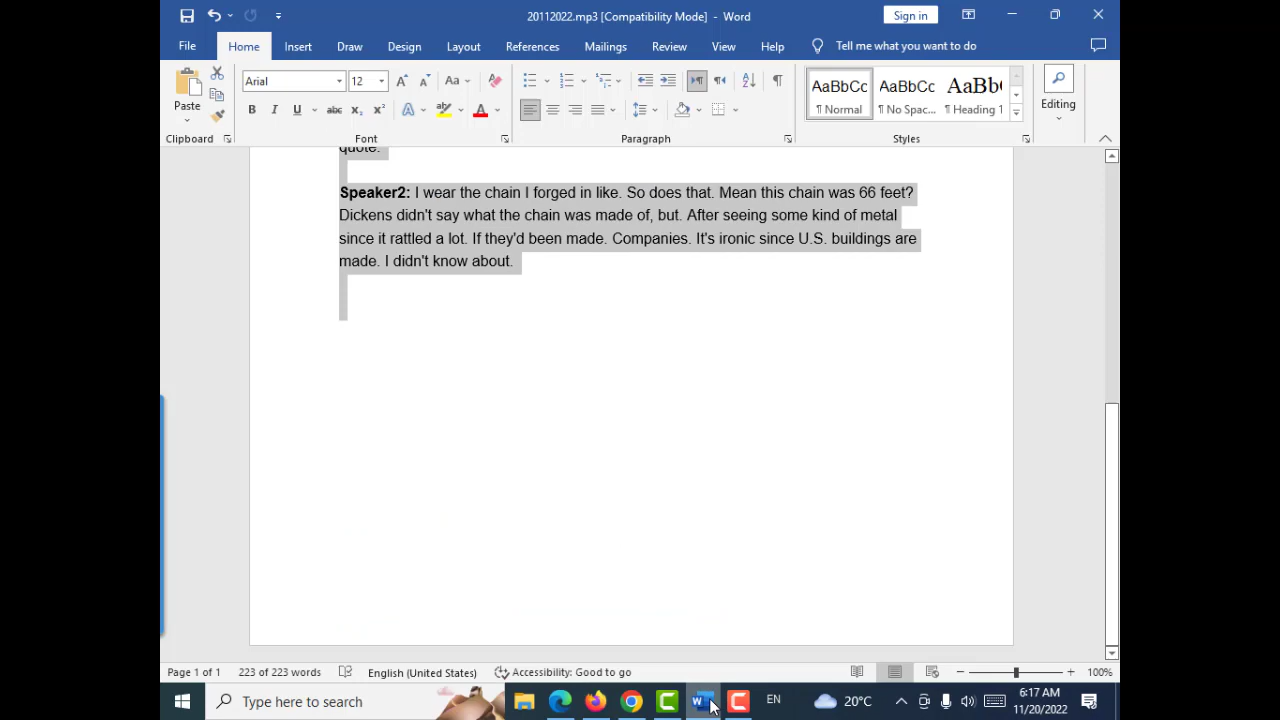 20112022.mp3 [Compatibility Mode] - Word
Sign in
File Home Insert Draw Design Layout References Mailings Review View Help Tell me what you want to do
Paste
Arial 12
Aa
B I U abc x₂ x² A A
AaBbCc AaBbCc AaBbC
¶ Normal ¶ No Spac... ¶ Heading 1
Editing
Clipboard Font Paragraph Styles
quote.
Speaker2: I wear the chain I forged in like. So does that. Mean this chain was 66 feet?
Dickens didn't say what the chain was made of, but. After seeing some kind of metal
since it rattled a lot. If they'd been made. Companies. It's ironic since U.S. buildings are
made. I didn't know about.
Page 1 of 1 223 of 223 words English (United States) Accessibility: Good to go 100%
Type here to search
EN
20°C
6:17 AM
11/20/2022